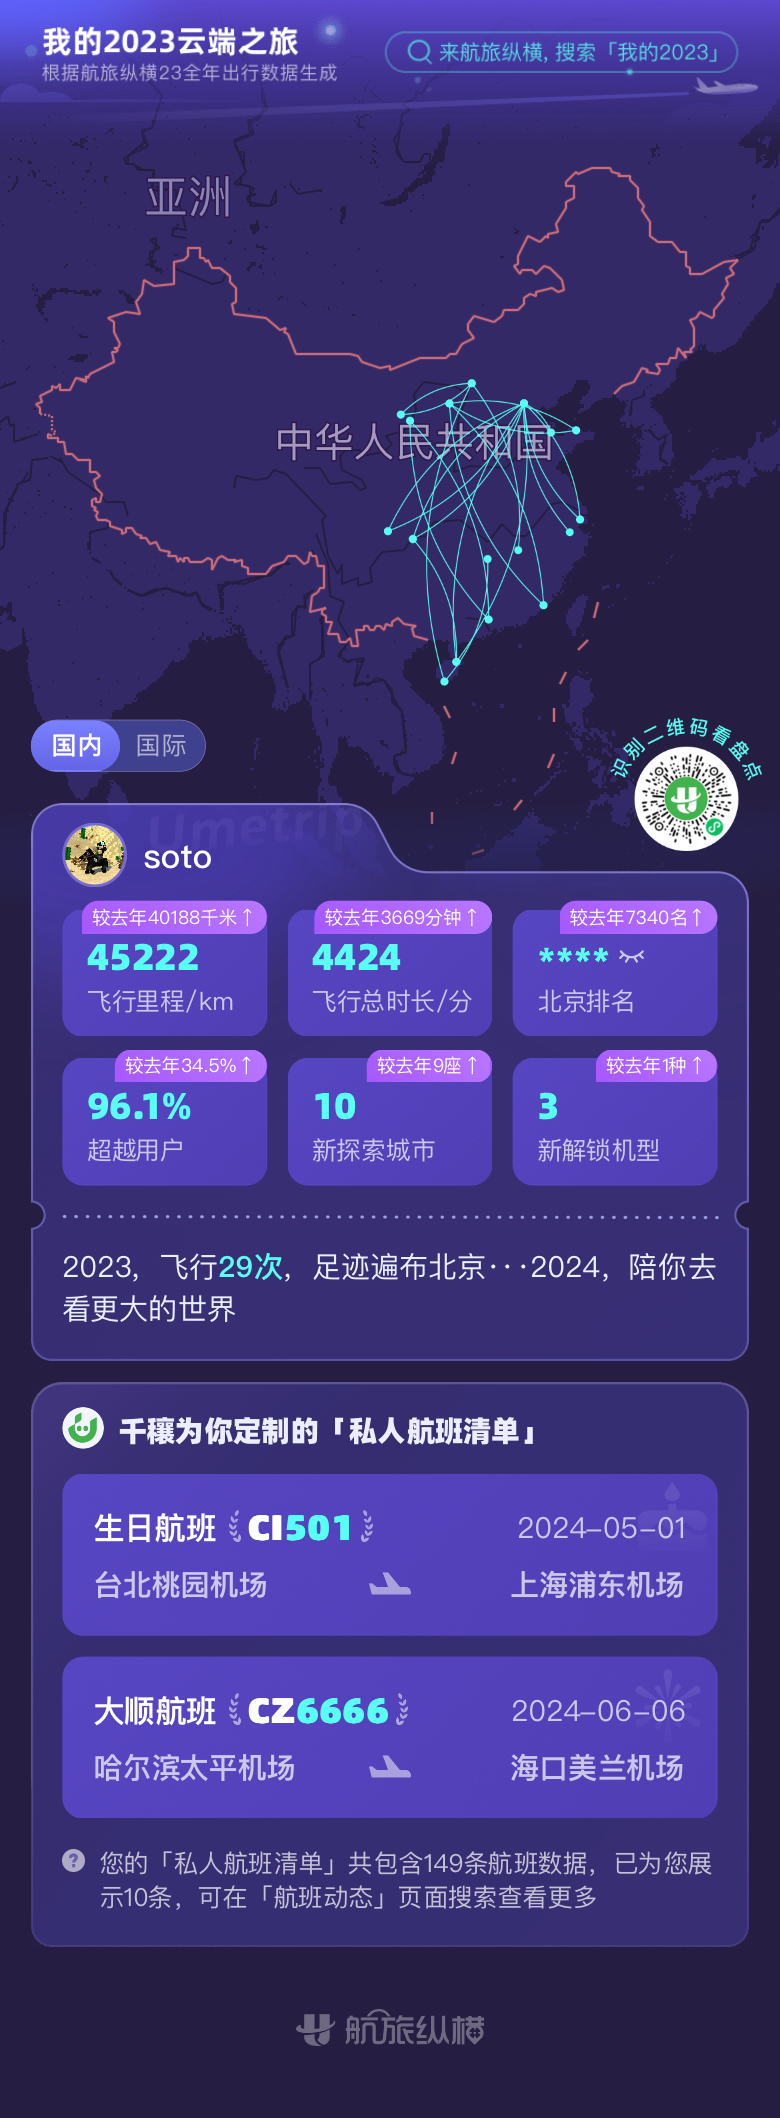 我的2023云端之旅
根据航旅纵横23全年出行数据生成
来航旅纵横, 搜索「我的2023」
亚洲
中华人民共和国
国内
国际
识别二维码看盘点
Umetrip
soto
较去年40188千米↑
45222
飞行里程/km
较去年3669分钟↑
4424
飞行总时长/分
较去年7340名↑
****
北京排名
较去年34.5%↑
96.1%
超越用户
较去年9座↑
10
新探索城市
较去年1种↑
3
新解锁机型
2023, 飞行29次, 足迹遍布北京···2024, 陪你去
看更大的世界
千穰为你定制的「私人航班清单」
生日航班 CI501
2024-05-01
台北桃园机场
上海浦东机场
大顺航班 CZ6666
2024-06-06
哈尔滨太平机场
海口美兰机场
? 您的「私人航班清单」共包含149条航班数据, 已为您展
示10条, 可在「航班动态」页面搜索查看更多
航旅纵横